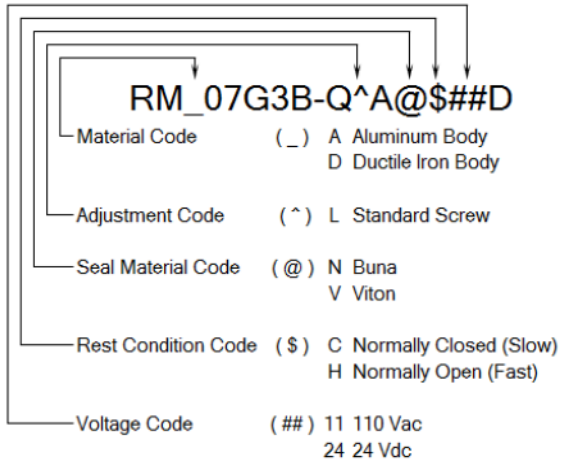 RM_07G3B-Q^A@$##D
Material Code ( _ ) A Aluminum Body
D Ductile Iron Body
Adjustment Code ( ^ ) L Standard Screw
Seal Material Code ( @ ) N Buna
V Viton
Rest Condition Code ( $ ) C Normally Closed (Slow)
H Normally Open (Fast)
Voltage Code ( ## ) 11 110 Vac
24 24 Vdc